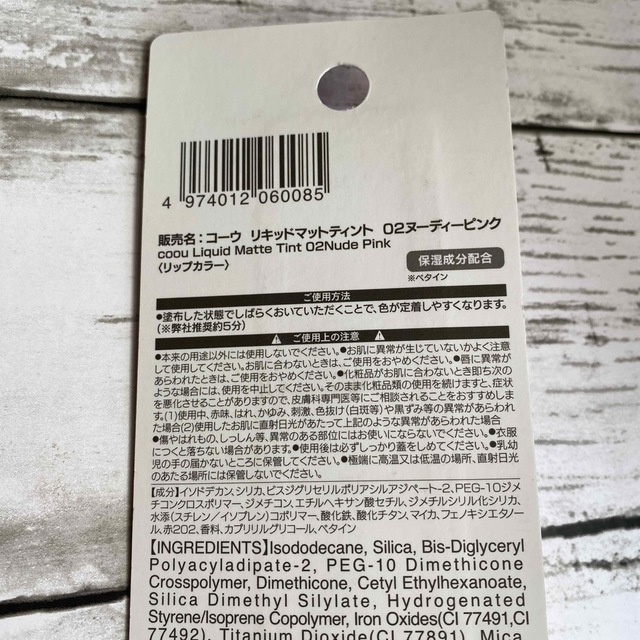 4 974012 060085
販売名：コーウ リキッドマットティント 02ヌーディーピンク
coou Liquid Matte Tint 02Nude Pink
〈リップカラー〉
保湿成分配合
※ベタイン
ご使用方法
●塗布した状態でしばらくおいていただくことで、色が定着しやすくなります。
(※弊社推奨約5分)
ご使用上の注意
●本来の用途以外には使用しないでください。●お肌に異常が生じていないかよく注意
して使用してください。お肌に合わないときは、ご使用をおやめください。●唇に異常が
あらわれたときは、ご使用をおやめください。●化粧品がお肌に合わない時即ち次の
ような場合には、使用を中止してください。そのまま化粧品類の使用を続けますと、症状
を悪化させることがありますので、皮膚科専門医等にご相談されることをおすすめしま
す。(1)使用中、赤味、はれ、かゆみ、刺激、色抜け(白斑等)や黒ずみ等の異常があらわれ
た場合(2)使用したお肌に直射日光があたって上記のような異常があらわれた場合
●傷やはれもの、しっしん等、異常のある部位にはお使いにならないでください。●衣服
につくと落ちない場合があります。●使用後は必ずしっかり蓋をしめてください。●乳幼
児の手の届かないところに保管してください。●極端に高温又は低温の場所、直射日光
のあたる場所には保管しないでください。
【成分】イソドデカン、シリカ、ビスジグリセリルポリアシルアジペート-2、PEG-10ジメ
チコンクロスポリマー、ジメチコン、エチルヘキサン酸セチル、ジメチルシリル化シリカ、
水添(スチレン/イソプレン)コポリマー、酸化鉄、酸化チタン、マイカ、フェノキシエタノー
ル、赤202、香料、カプリリルグリコール、ベタイン
【INGREDIENTS】Isododecane, Silica, Bis-Diglyceryl
Polyacyladipate-2, PEG-10 Dimethicone
Crosspolymer, Dimethicone, Cetyl Ethylhexanoate,
Silica Dimethyl Silylate, Hydrogenated
Styrene/Isoprene Copolymer, Iron Oxides(CI 77491,CI
77492), Titanium Dioxide(CI 77891), Mica